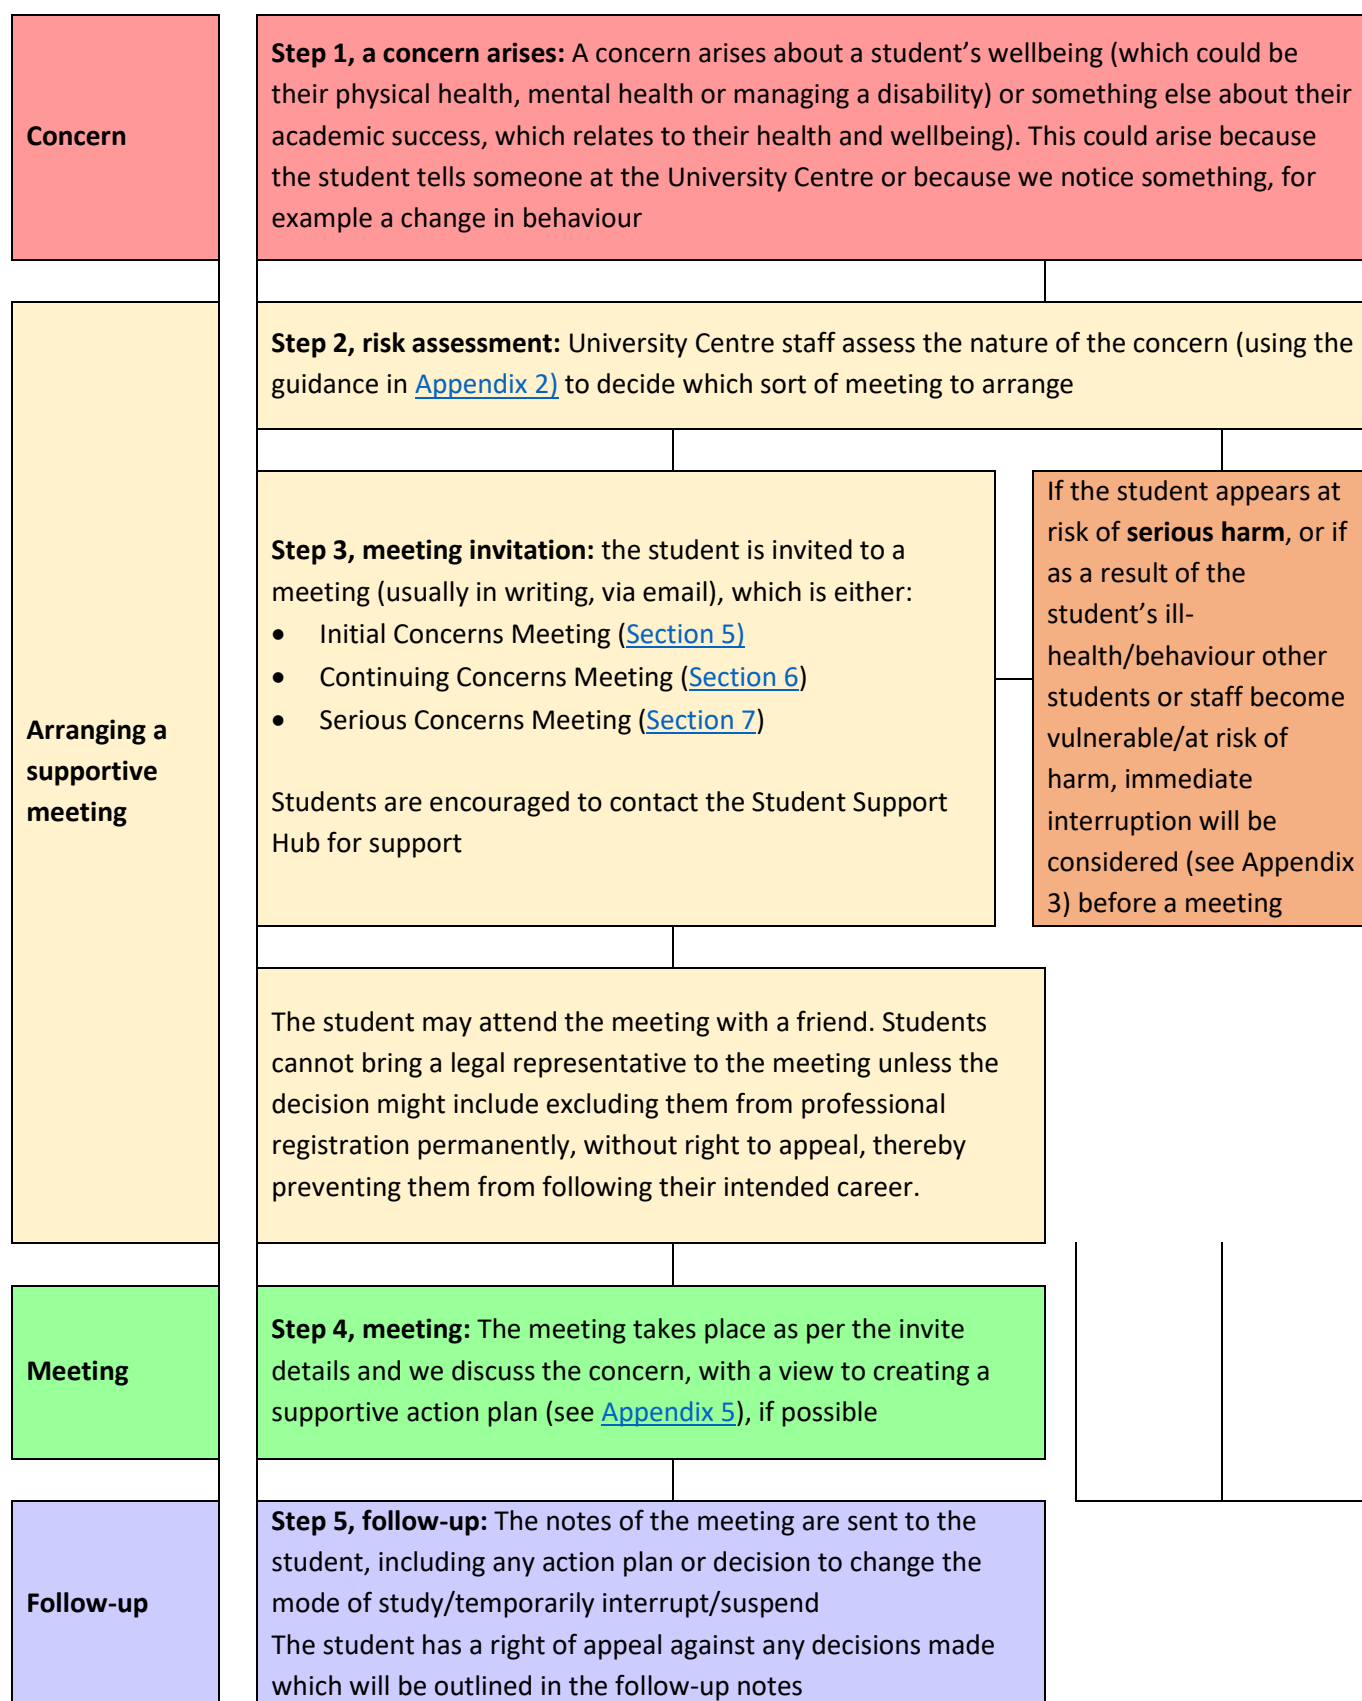 Concern
Step 1, a concern arises: A concern arises about a student’s wellbeing (which could be
their physical health, mental health or managing a disability) or something else about their
academic success, which relates to their health and wellbeing). This could arise because
the student tells someone at the University Centre or because we notice something, for
example a change in behaviour
Arranging a
supportive
meeting
Step 2, risk assessment: University Centre staff assess the nature of the concern (using the
guidance in Appendix 2) to decide which sort of meeting to arrange
Step 3, meeting invitation: the student is invited to a
meeting (usually in writing, via email), which is either:
• Initial Concerns Meeting (Section 5)
• Continuing Concerns Meeting (Section 6)
• Serious Concerns Meeting (Section 7)
Students are encouraged to contact the Student Support
Hub for support
If the student appears at
risk of serious harm, or if
as a result of the
student’s ill-
health/behaviour other
students or staff become
vulnerable/at risk of
harm, immediate
interruption will be
considered (see Appendix
3) before a meeting
The student may attend the meeting with a friend. Students
cannot bring a legal representative to the meeting unless the
decision might include excluding them from professional
registration permanently, without right to appeal, thereby
preventing them from following their intended career.
Meeting
Step 4, meeting: The meeting takes place as per the invite
details and we discuss the concern, with a view to creating a
supportive action plan (see Appendix 5), if possible
Follow-up
Step 5, follow-up: The notes of the meeting are sent to the
student, including any action plan or decision to change the
mode of study/temporarily interrupt/suspend
The student has a right of appeal against any decisions made
which will be outlined in the follow-up notes